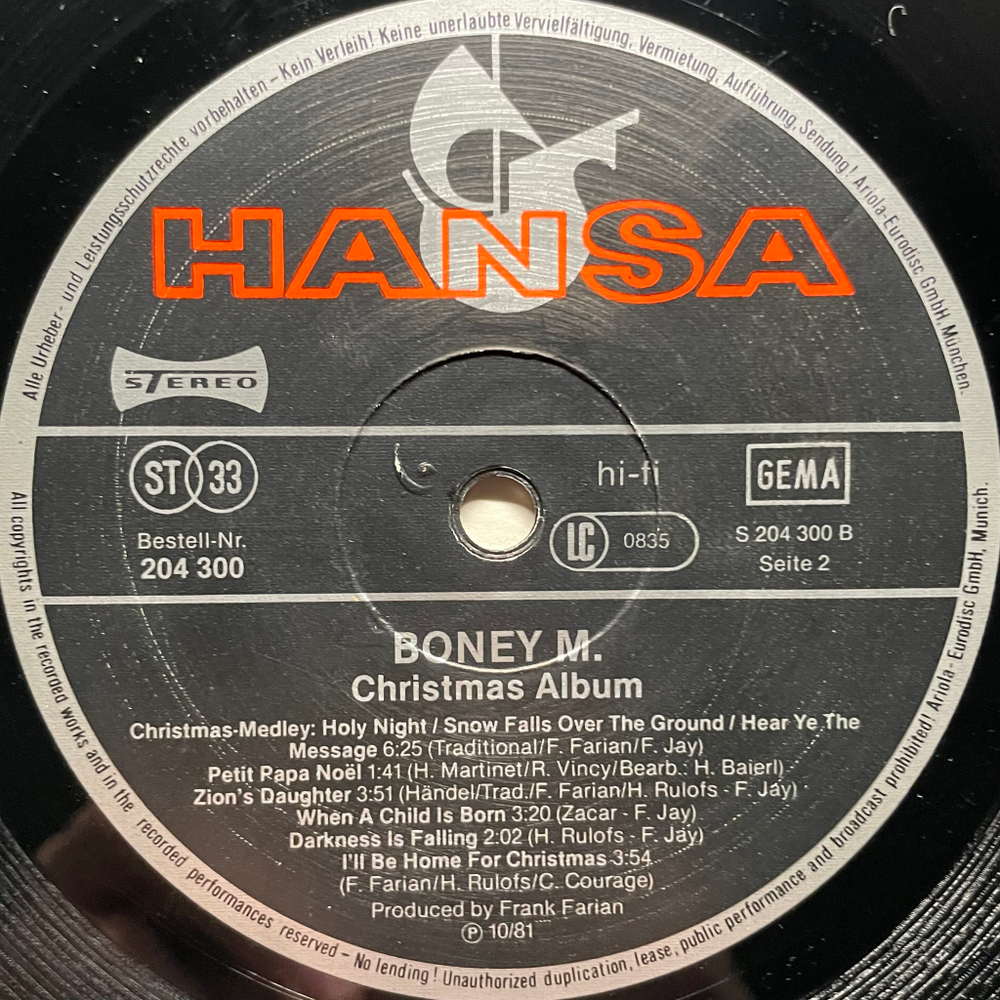 Alle Urheber- und Leistungsschutzrechte vorbehalten – Kein Verleih! Keine unerlaubte Vervielfältigung, Vermietung, Aufführung, Sendung! Ariola-Eurodisc GmbH, München.
HANSA
STEREO
ST 33
hi-fi
GEMA
Bestell-Nr.
204 300
LC 0835
S 204 300 B
Seite 2
BONEY M.
Christmas Album
Christmas-Medley: Holy Night / Snow Falls Over The Ground / Hear Ye The
Message 6:25 (Traditional/F. Farian/F. Jay)
Petit Papa Noël 1:41 (H. Martinet/R. Vincy/Bearb.: H. Baierl)
Zion's Daughter 3:51 (Händel/Trad./F. Farian/H. Rulofs - F. Jay)
When A Child Is Born 3:20 (Zacar - F. Jay)
Darkness Is Falling 2:02 (H. Rulofs - F. Jay)
I'll Be Home For Christmas 3:54
(F. Farian/H. Rulofs/C. Courage)
Produced by Frank Farian
℗ 10/81
All copyrights in the recorded works and in the recorded performances reserved – No lending! Unauthorized duplication, lease, public performance and broadcast prohibited! Ariola-Eurodisc GmbH, Munich.